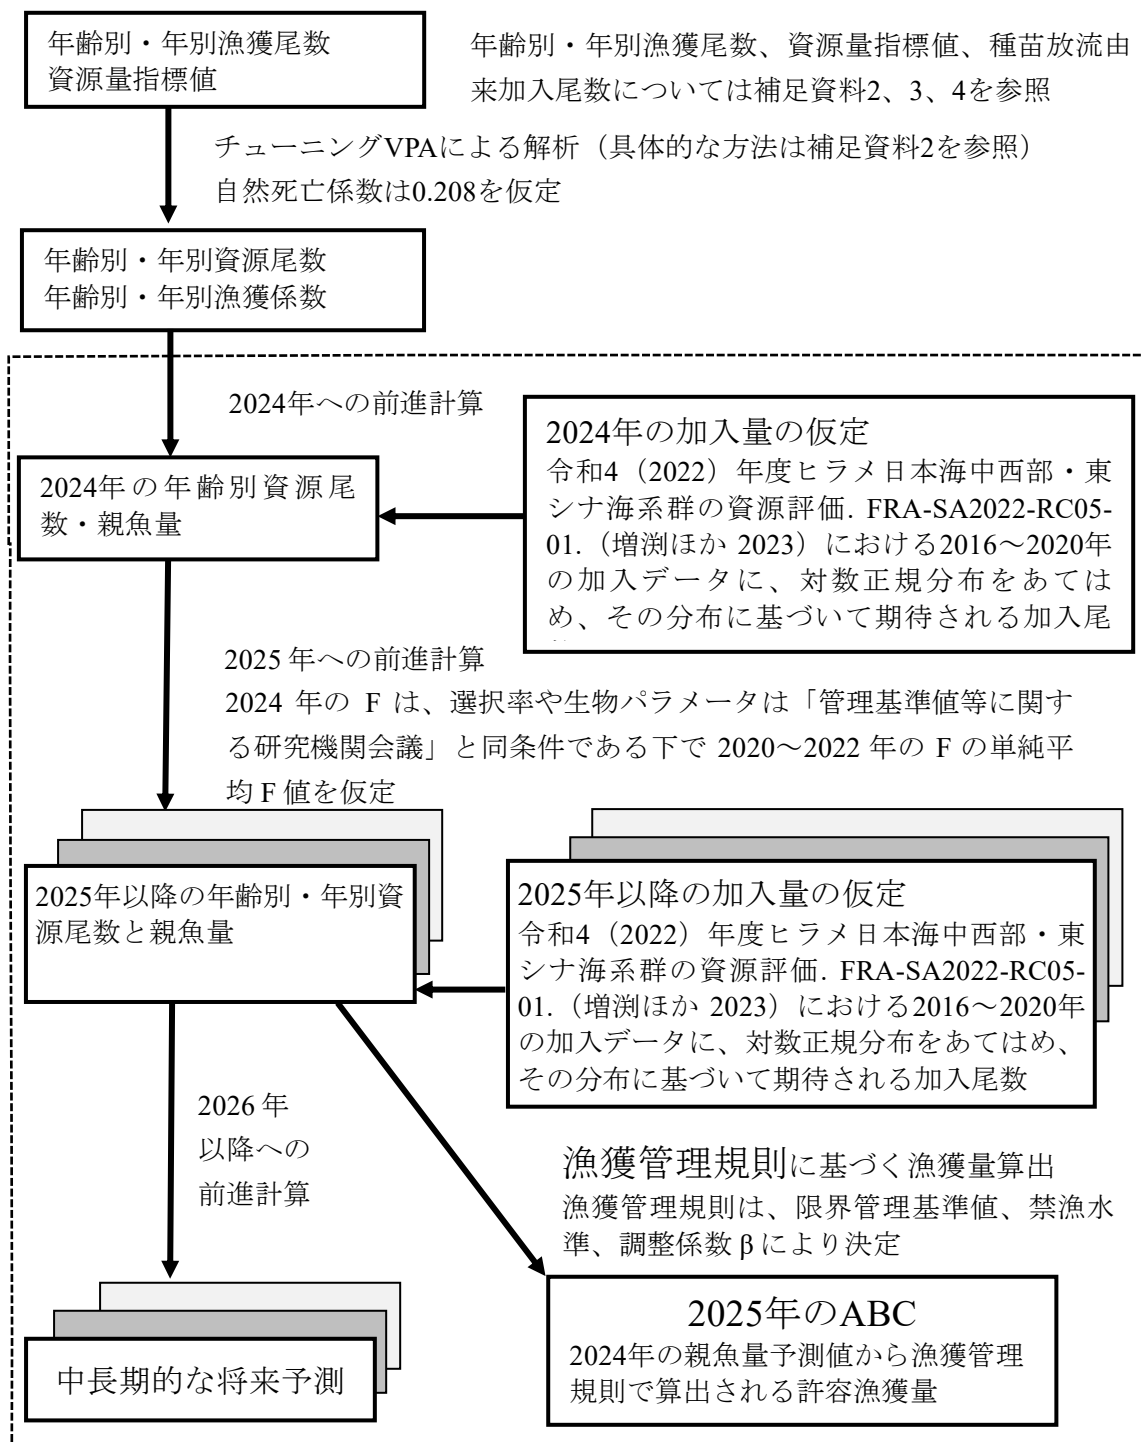 年齢別・年別漁獲尾数
資源量指標値
年齢別・年別漁獲尾数、資源量指標値、種苗放流由
来加入尾数については補足資料2、3、4を参照
チューニングVPAによる解析（具体的な方法は補足資料2を参照）
自然死亡係数は0.208を仮定
年齢別・年別資源尾数
年齢別・年別漁獲係数
2024年への前進計算
2024年の加入量の仮定
令和4（2022）年度ヒラメ日本海中西部・東
シナ海系群の資源評価. FRA-SA2022-RC05-
01.（増渕ほか 2023）における2016～2020年
の加入データに、対数正規分布をあては
め、その分布に基づいて期待される加入尾
2024年の年齢別資源尾
数・親魚量
2025 年への前進計算
2024 年の F は、選択率や生物パラメータは「管理基準値等に関す
る研究機関会議」と同条件である下で 2020～2022 年の F の単純平
均 F 値を仮定
2025年以降の年齢別・年別資
源尾数と親魚量
2025年以降の加入量の仮定
令和4（2022）年度ヒラメ日本海中西部・東
シナ海系群の資源評価. FRA-SA2022-RC05-
01.（増渕ほか 2023）における2016～2020年
の加入データに、対数正規分布をあてはめ、
その分布に基づいて期待される加入尾数
2026 年
以降への
前進計算
漁獲管理規則に基づく漁獲量算出
漁獲管理規則は、限界管理基準値、禁漁水
準、調整係数 β により決定
中長期的な将来予測
2025年のABC
2024年の親魚量予測値から漁獲管理
規則で算出される許容漁獲量